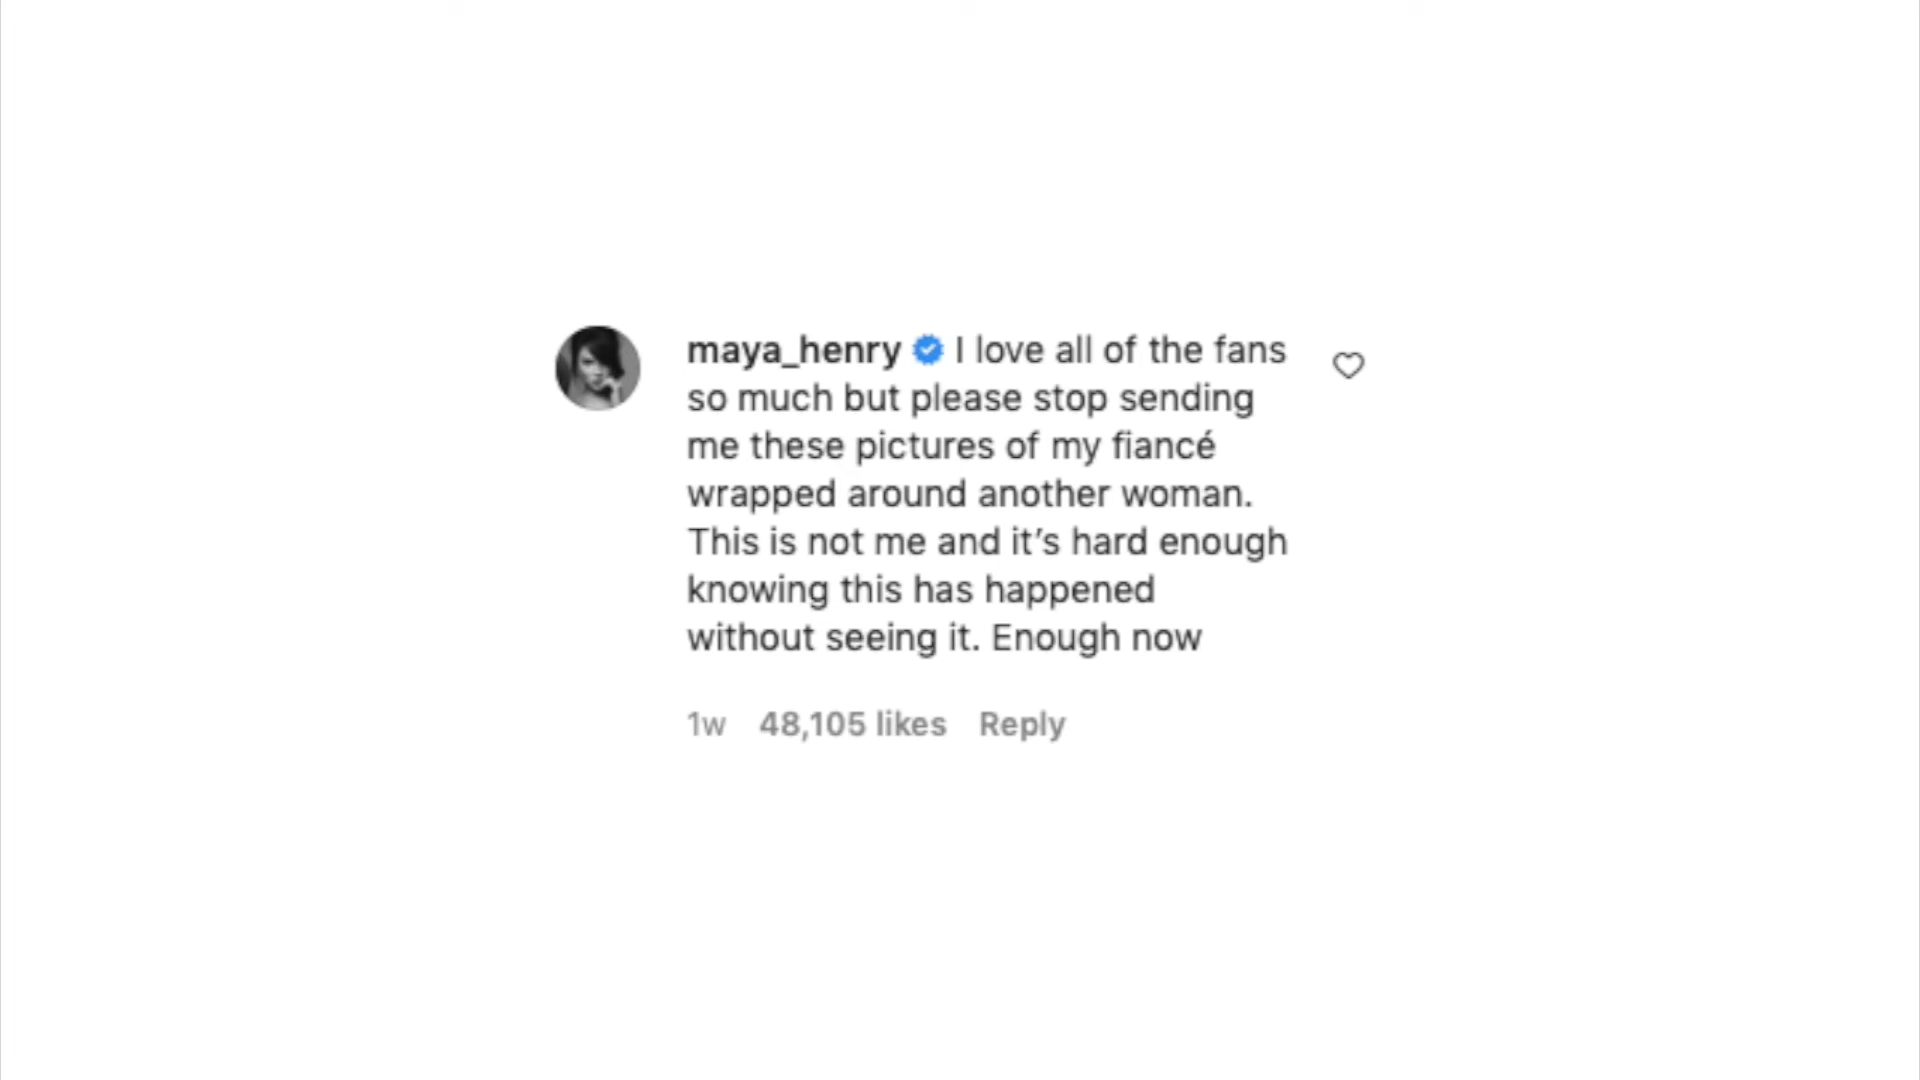 maya_henry I love all of the fans
so much but please stop sending
me these pictures of my fiancé
wrapped around another woman.
This is not me and it’s hard enough
knowing this has happened
without seeing it. Enough now
1w 48,105 likes Reply